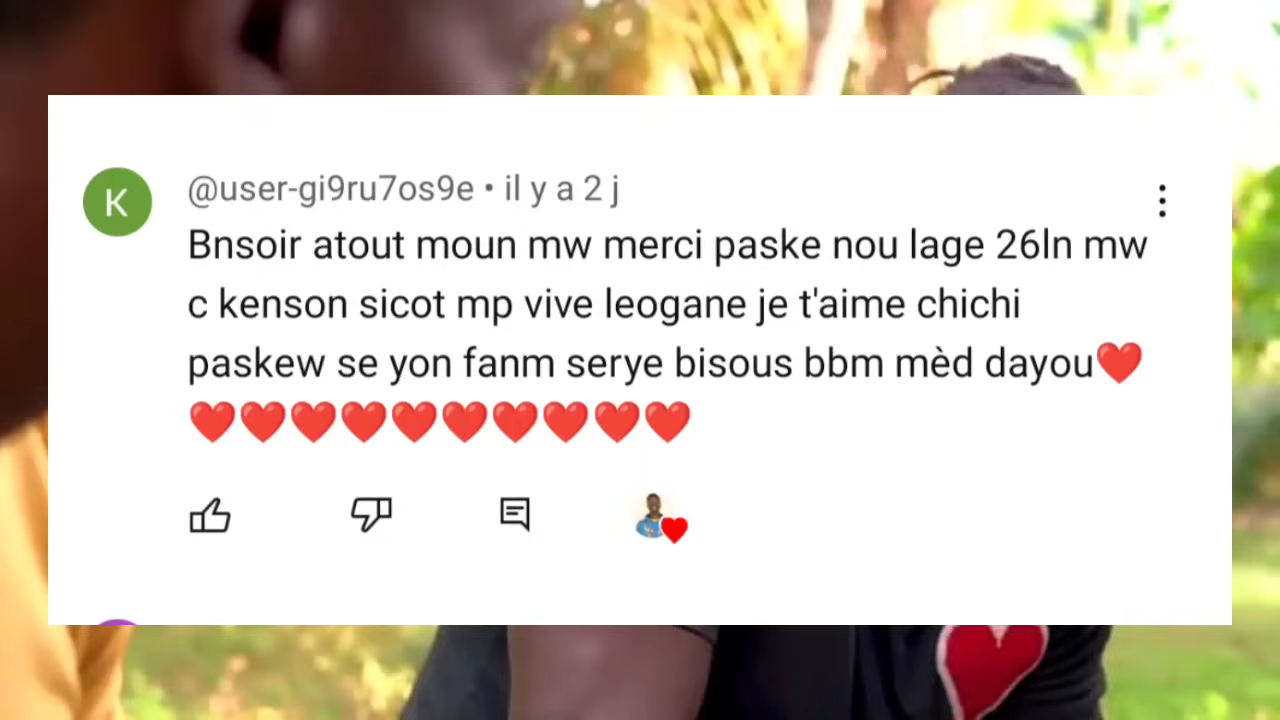 K
@user-gi9ru7os9e • il y a 2 j
Bnsoir atout moun mw merci paske nou lage 26ln mw
c kenson sicot mp vive leogane je t'aime chichi
paskew se yon fanm serye bisous bbm mèd dayou❤️
❤️❤️❤️❤️❤️❤️❤️❤️❤️❤️